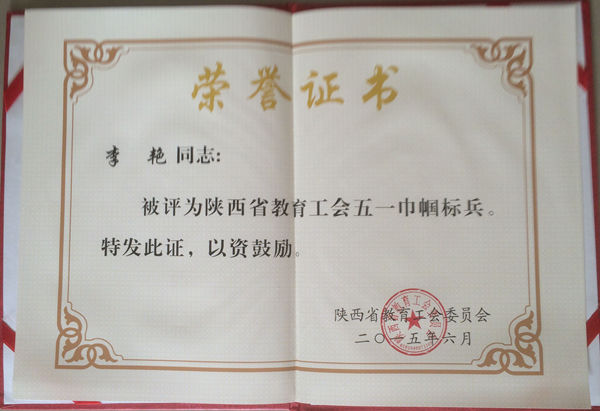 荣誉证书
李 艳 同志:
被评为陕西省教育工会五一巾帼标兵。
特发此证，以资鼓励。
陕西省教育工会委员会
二〇一五年六月